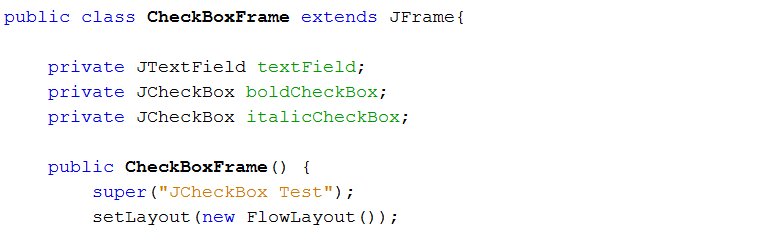 public class CheckBoxFrame extends JFrame{
private JTextField textField;
private JCheckBox boldCheckBox;
private JCheckBox italicCheckBox;
public CheckBoxFrame() {
super("JCheckBox Test");
setLayout(new FlowLayout());